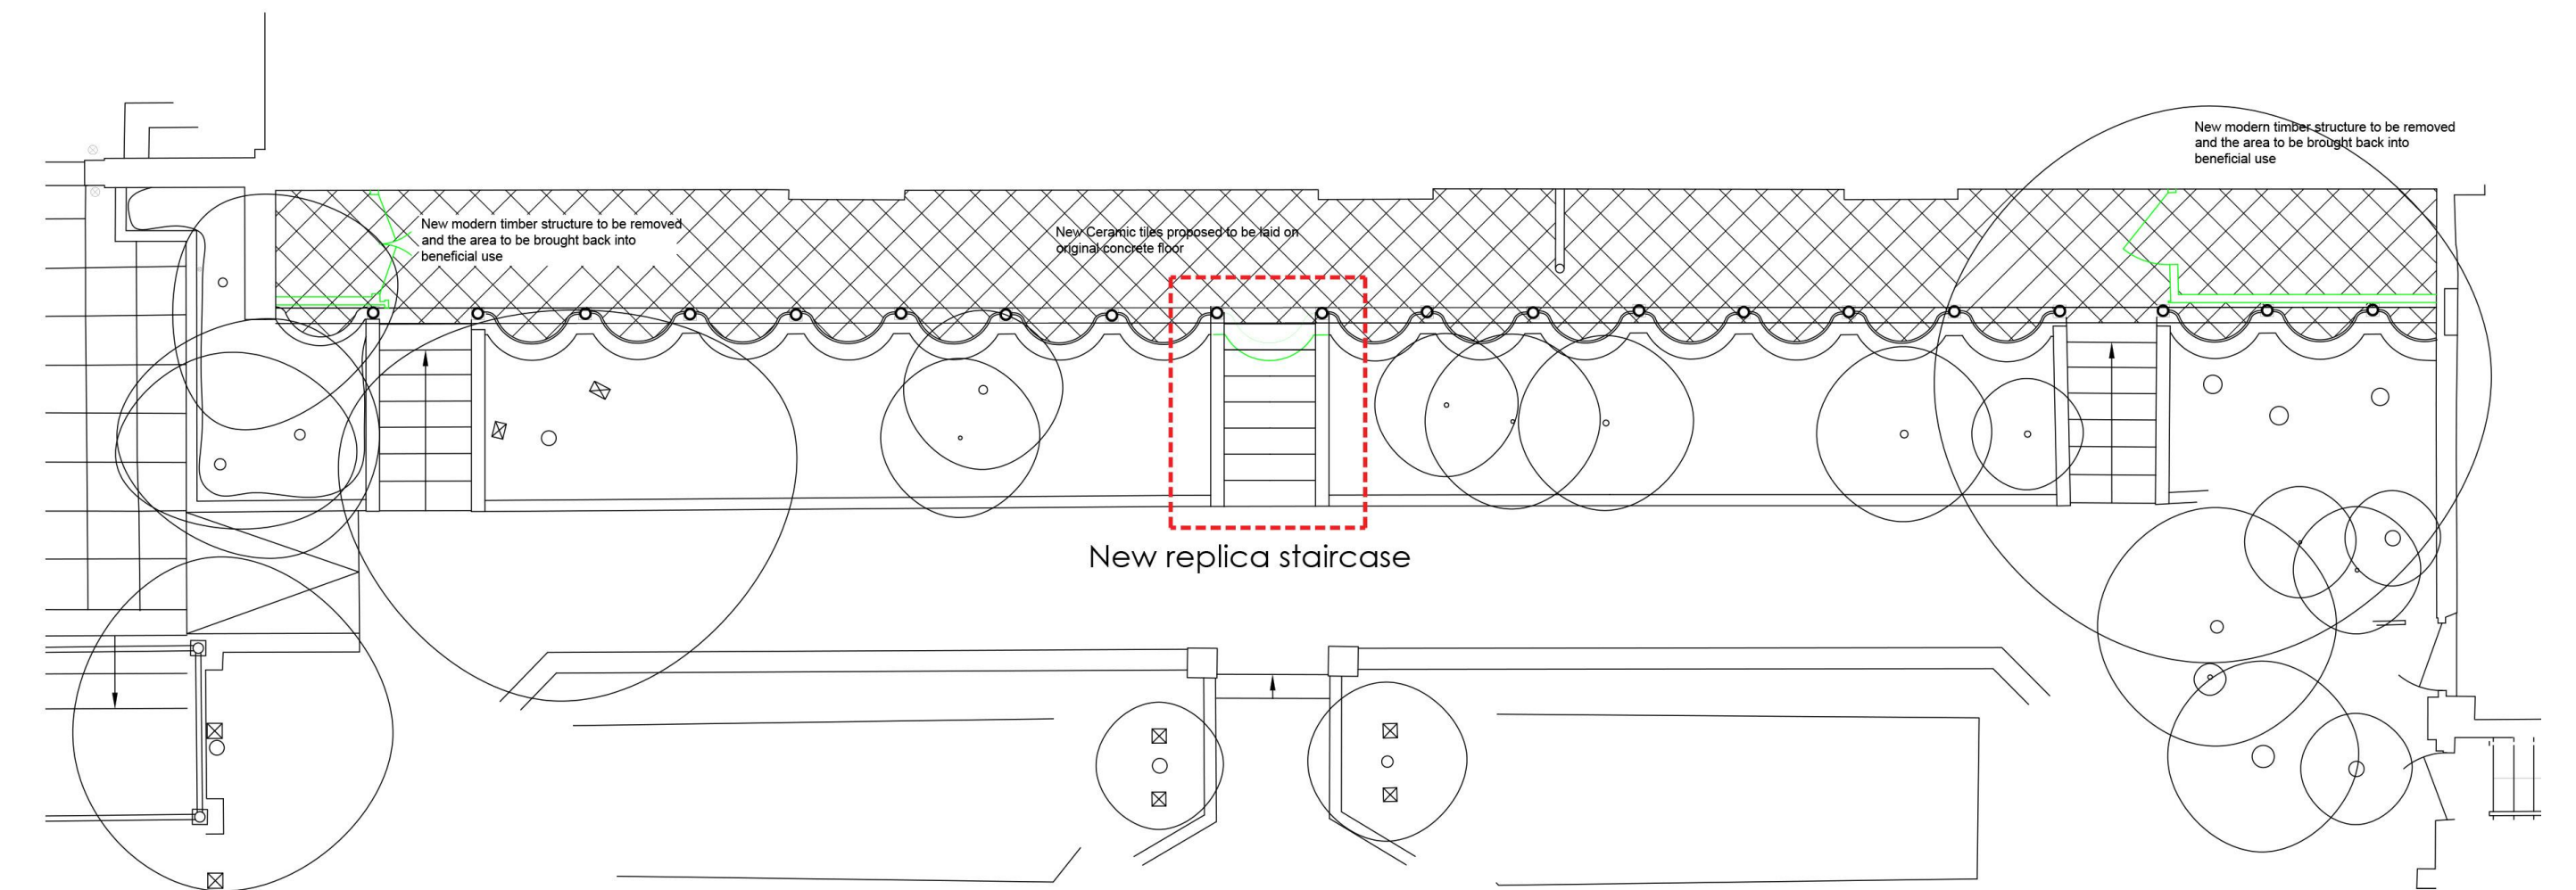 New modern timber structure to be removed
and the area to be brought back into
beneficial use
New modern timber structure to be removed
and the area to be brought back into
beneficial use
New Ceramic tiles proposed to be laid on
original concrete floor
New replica staircase